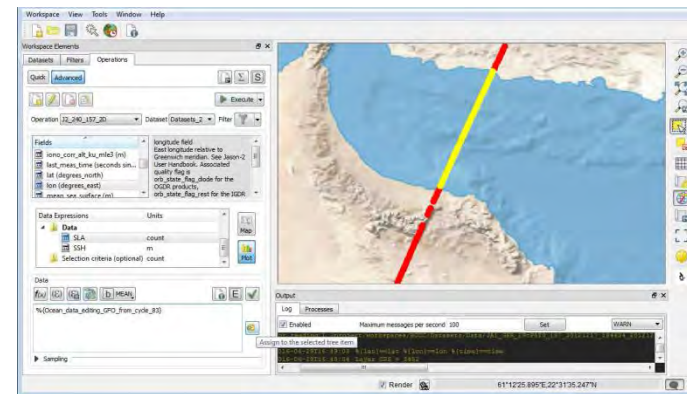 Workspace View Tools Window Help
Workspace Elements
Datasets Filters Operations
Quick Advanced
Σ S
Execute
Operation J2_240_157_2D Dataset Datasets_2 Filter
Fields
iono_corr_alt_ku_mle3 (m)
last_meas_time (seconds sin...
lat (degrees_north)
lon (degrees_east)
mean_sea_surface (m)
longitude field
East longitude relative to
Greenwich meridian. See Jason-2
User Handbook. Associated
quality flag is
orb_state_flag_diode for the
OGDR products,
orb_state_flag_rest for the IGDR
Data Expressions Units
Data
SLA count
SSH m
Selection criteria (optional) count
Map
Plot
Data
f(x) D MEAN E
%{Ocean_data_editing_GFO_from_cycle_83}
Assign to the selected tree item
Sampling
Output
Log Processes
Enabled Maximum messages per second 100 Set WARN
Render 61°12'25.895"E,22°31'35.247"N